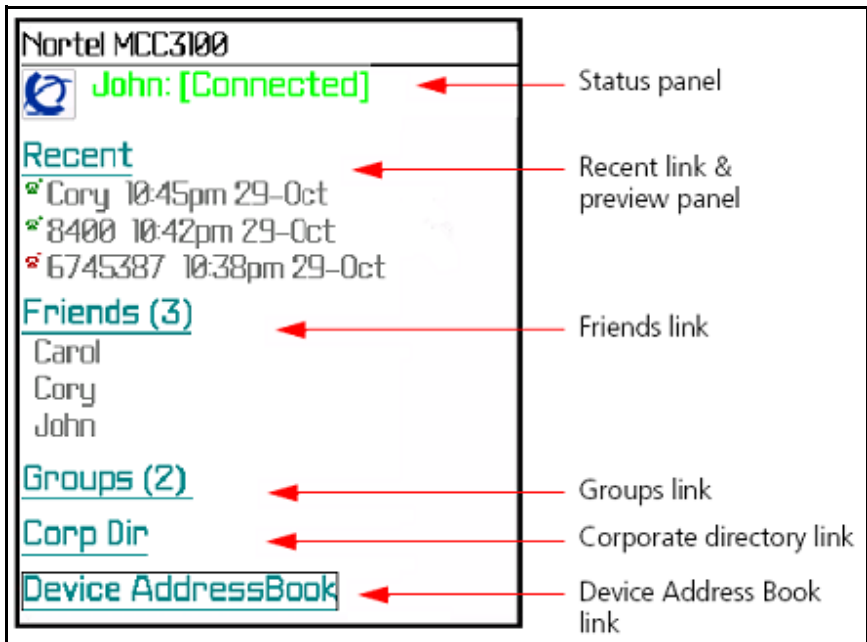 Nortel MCC3100
John: [Connected]
Status panel
Recent
Recent link &
preview panel
Cory 10:45pm 29-Oct
8400 10:42pm 29-Oct
6745387 10:38pm 29-Oct
Friends (3)
Friends link
Carol
Cory
John
Groups (2)
Groups link
Corp Dir
Corporate directory link
Device AddressBook
Device Address Book
link